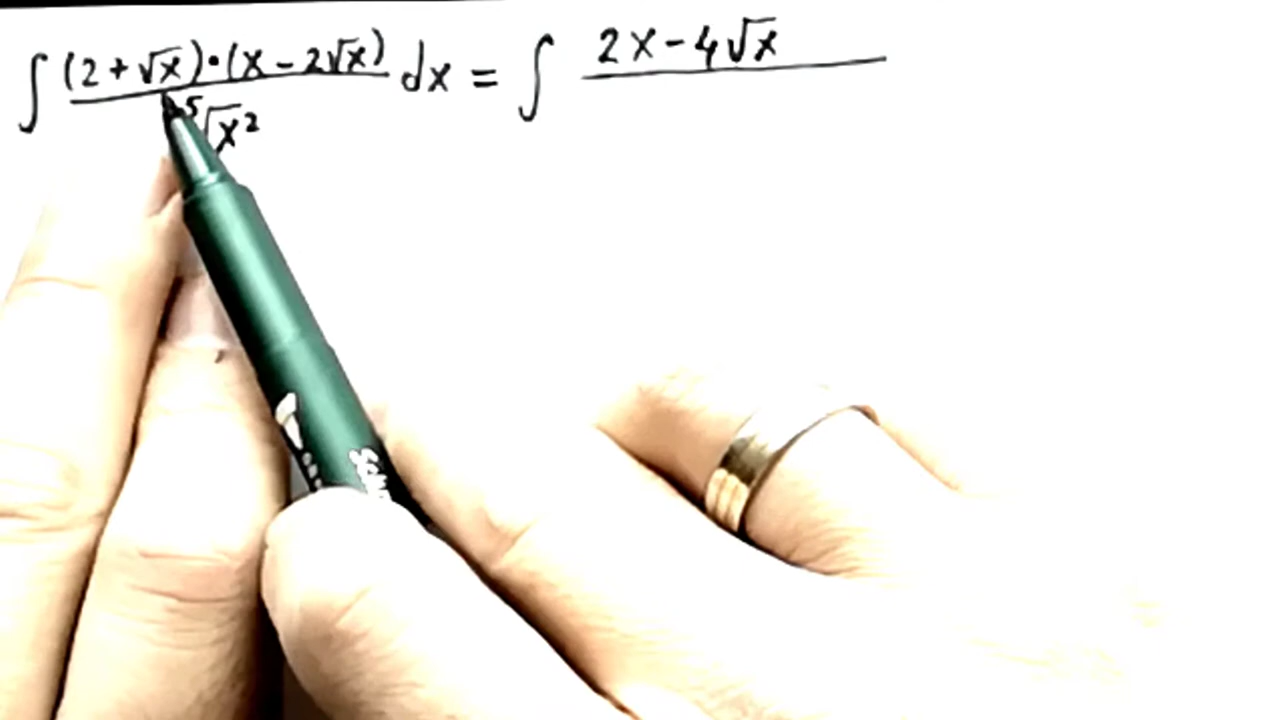 ∫ (2 + √x) · (x - 2√x) / ⁵√x² dx = ∫ 2x - 4√x